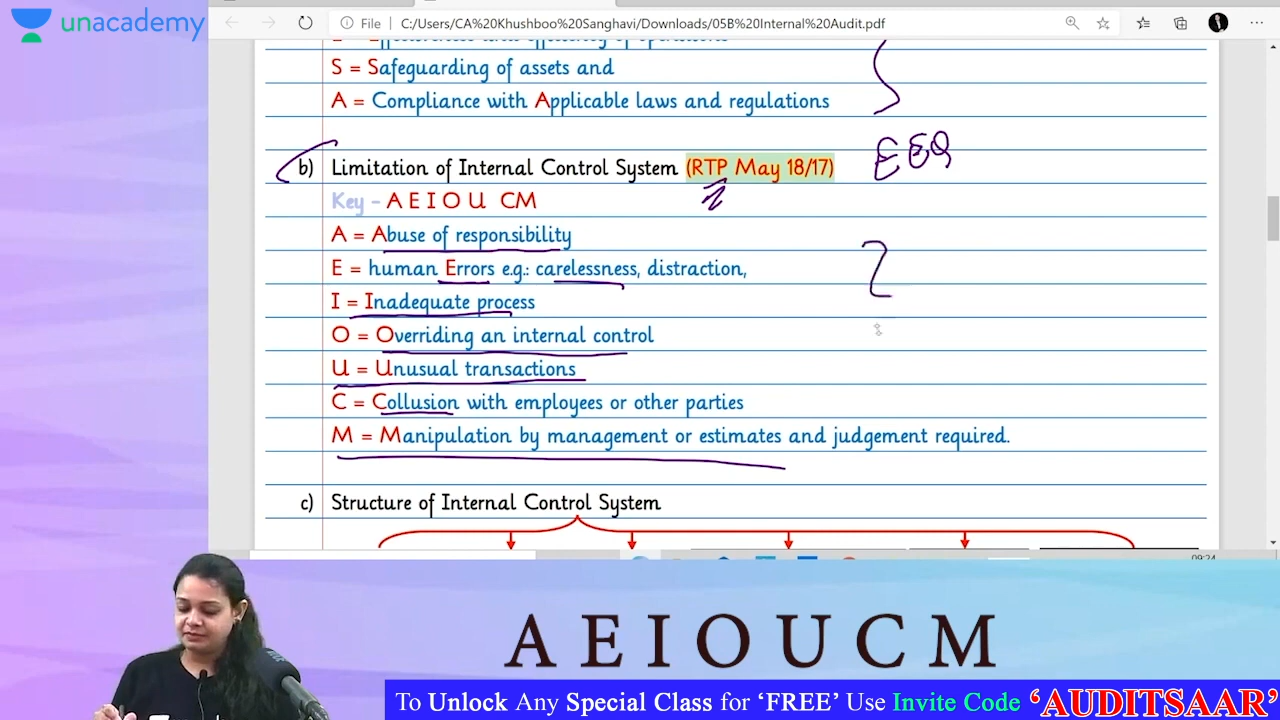 unacademy
File C:/Users/CA%20Khushboo%20Sanghavi/Downloads/05B%20Internal%20Audit.pdf
S = Safeguarding of assets and
A = Compliance with Applicable laws and regulations
b) Limitation of Internal Control System (RTP May 18/17)
Key – A E I O U CM
A = Abuse of responsibility
E = human Errors e.g.: carelessness, distraction,
I = Inadequate process
O = Overriding an internal control
U = Unusual transactions
C = Collusion with employees or other parties
M = Manipulation by management or estimates and judgement required.
c) Structure of Internal Control System
A E I O U C M
To Unlock Any Special Class for ‘FREE’ Use Invite Code ‘AUDITSAAR’